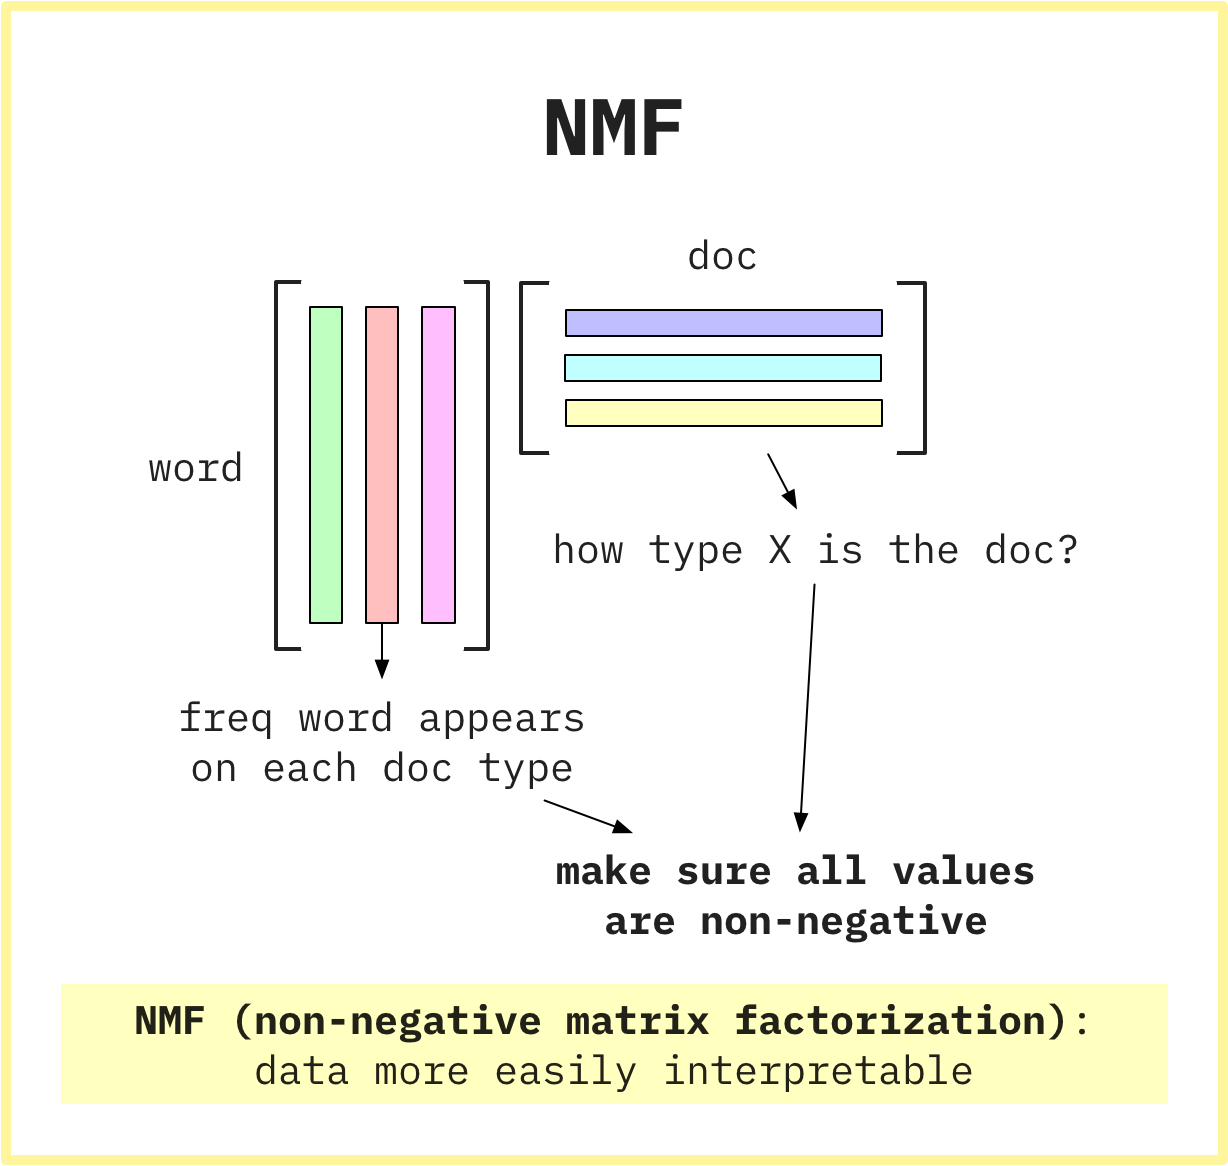 NMF
doc
word
how type X is the doc?
freq word appears
on each doc type
make sure all values
are non-negative
NMF (non-negative matrix factorization):
data more easily interpretable